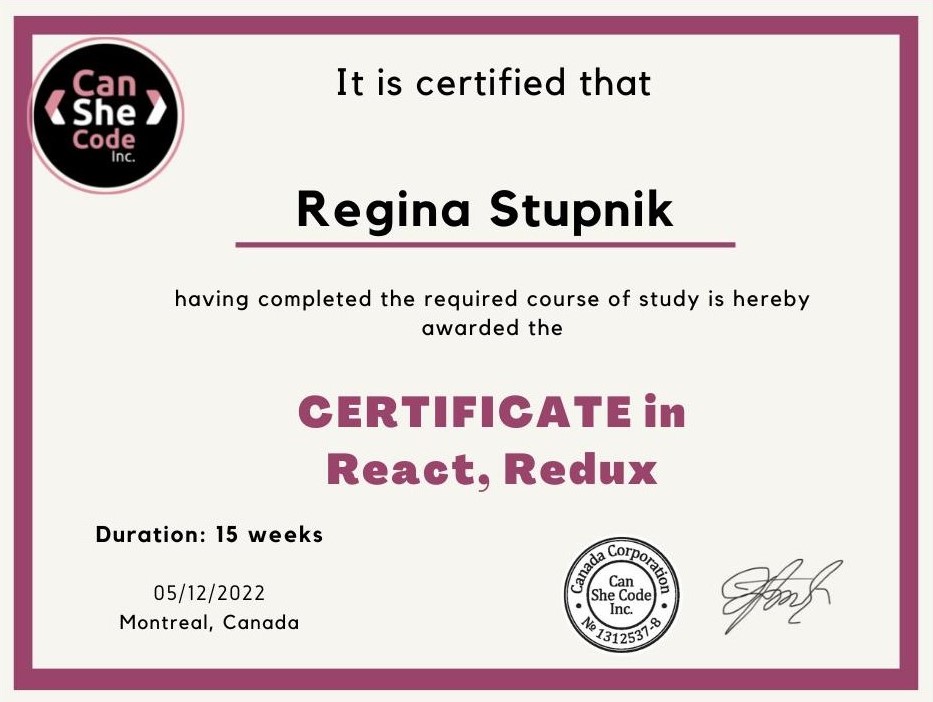 Can
She
Code
Inc.
It is certified that
Regina Stupnik
having completed the required course of study is hereby
awarded the
CERTIFICATE in
React, Redux
Duration: 15 weeks
05/12/2022
Montreal, Canada
Canada Corporation
Can
She Code
Inc.
№ 1312537-8